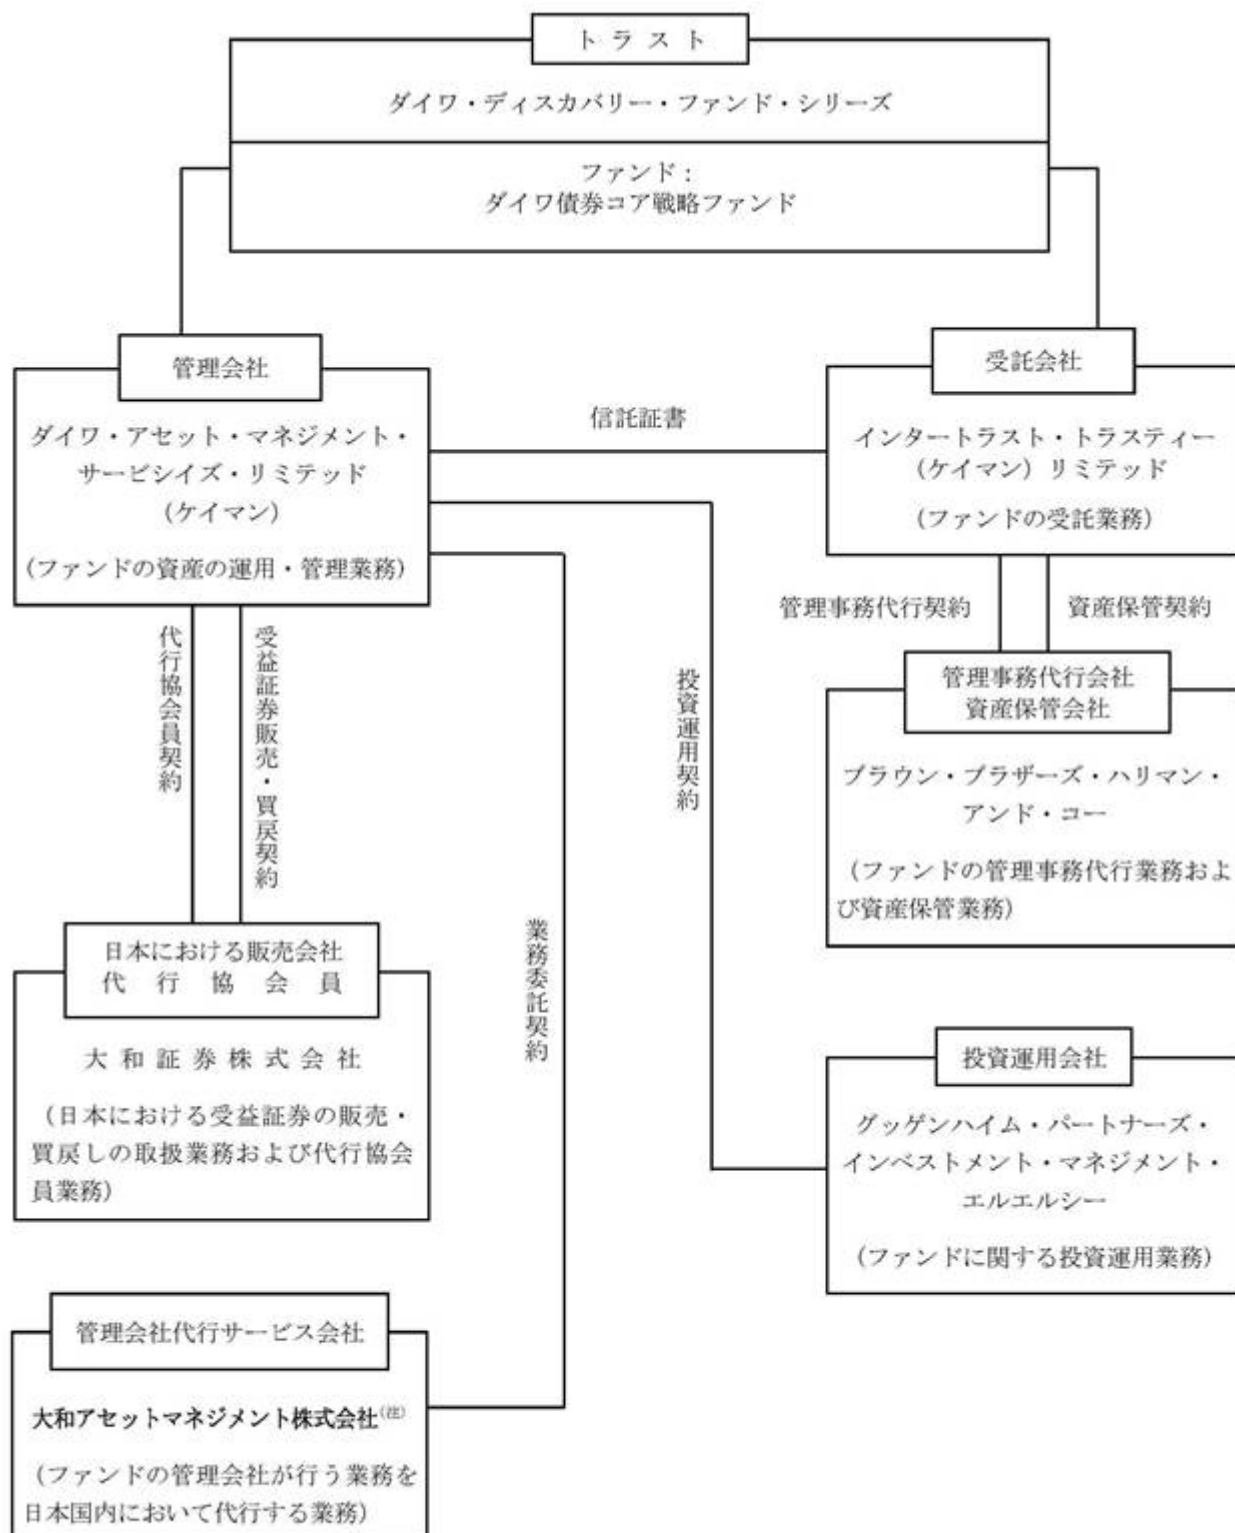 トラスト
ダイワ・ディスカバリー・ファンド・シリーズ
ファンド：
ダイワ債券コア戦略ファンド
管理会社
ダイワ・アセット・マネジメント・
サービシイズ・リミテッド
（ケイマン）
（ファンドの資産の運用・管理業務）
信託証書
受託会社
インタートラスト・トラスティー
（ケイマン）リミテッド
（ファンドの受託業務）
管理事務代行契約
資産保管契約
代行協会員契約
受益証券販売・買戻契約
投資運用契約
業務委託契約
管理事務代行会社
資産保管会社
ブラウン・ブラザーズ・ハリマン・
アンド・コー
（ファンドの管理事務代行業務およ
び資産保管業務）
日本における販売会社
代行協会員
大和証券株式会社
（日本における受益証券の販売・
買戻しの取扱業務および代行協会
員業務）
投資運用会社
グッゲンハイム・パートナーズ・
インベストメント・マネジメント・
エルエルシー
（ファンドに関する投資運用業務）
管理会社代行サービス会社
大和アセットマネジメント株式会社（注）
（ファンドの管理会社が行う業務を
日本国内において代行する業務）